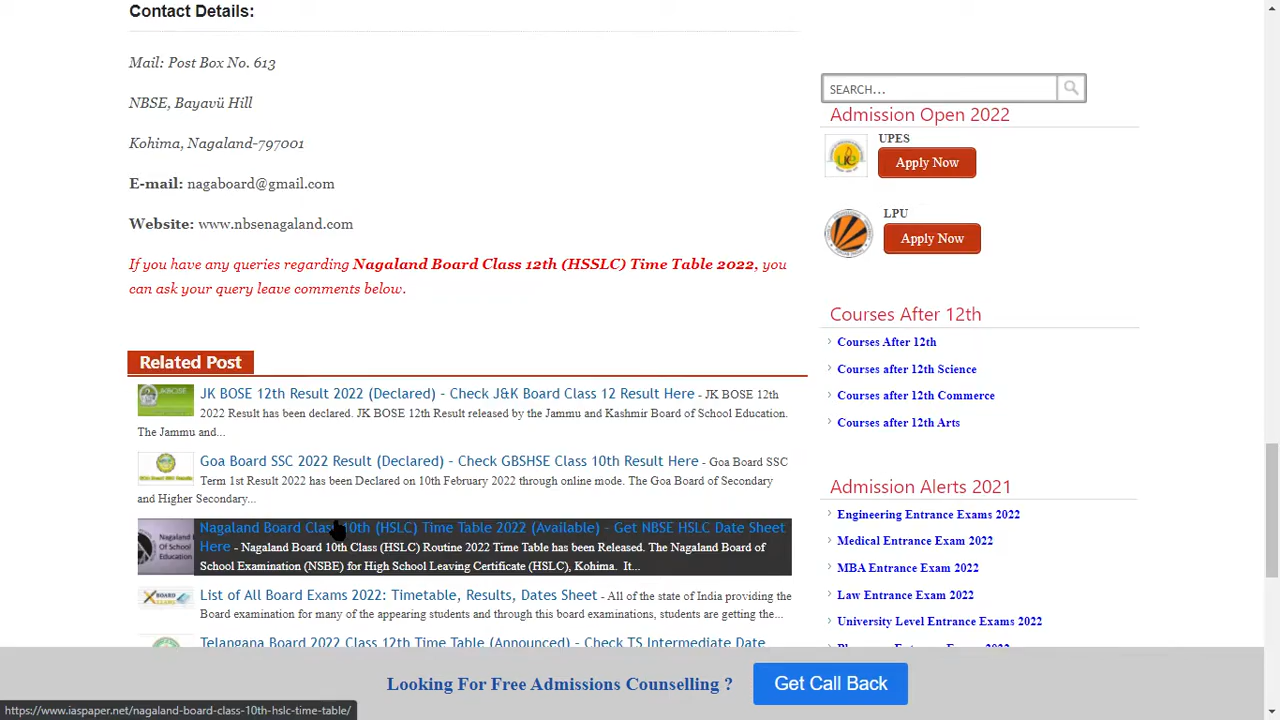 Contact Details:
Mail: Post Box No. 613
NBSE, Bayavü Hill
Kohima, Nagaland-797001
E-mail: nagaboard@gmail.com
Website: www.nbsenagaland.com
If you have any queries regarding Nagaland Board Class 12th (HSSLC) Time Table 2022, you
can ask your query leave comments below.
Related Post
JK BOSE 12th Result 2022 (Declared) - Check J&K Board Class 12 Result Here - JK BOSE 12th
2022 Result has been declared. JK BOSE 12th Result released by the Jammu and Kashmir Board of School Education.
The Jammu and...
Goa Board SSC 2022 Result (Declared) - Check GBSHSE Class 10th Result Here - Goa Board SSC
Term 1st Result 2022 has been Declared on 10th February 2022 through online mode. The Goa Board of Secondary
and Higher Secondary...
Nagaland Of School Education
Nagaland Board Class 10th (HSLC) Time Table 2022 (Available) - Get NBSE HSLC Date Sheet
Here - Nagaland Board 10th Class (HSLC) Routine 2022 Time Table has been Released. The Nagaland Board of
School Examination (NSBE) for High School Leaving Certificate (HSLC), Kohima. It...
List of All Board Exams 2022: Timetable, Results, Dates Sheet - All of the state of India providing the
Board examination for many of the appearing students and through this board examinations, students are getting the...
Telangana Board 2022 Class 12th Time Table (Announced) - Check TS Intermediate Date
SEARCH...
Admission Open 2022
UPES
Apply Now
LPU
Apply Now
Courses After 12th
Courses After 12th
Courses after 12th Science
Courses after 12th Commerce
Courses after 12th Arts
Admission Alerts 2021
Engineering Entrance Exams 2022
Medical Entrance Exam 2022
MBA Entrance Exam 2022
Law Entrance Exam 2022
University Level Entrance Exams 2022
Looking For Free Admissions Counselling ?
Get Call Back
https://www.iaspaper.net/nagaland-board-class-10th-hslc-time-table/